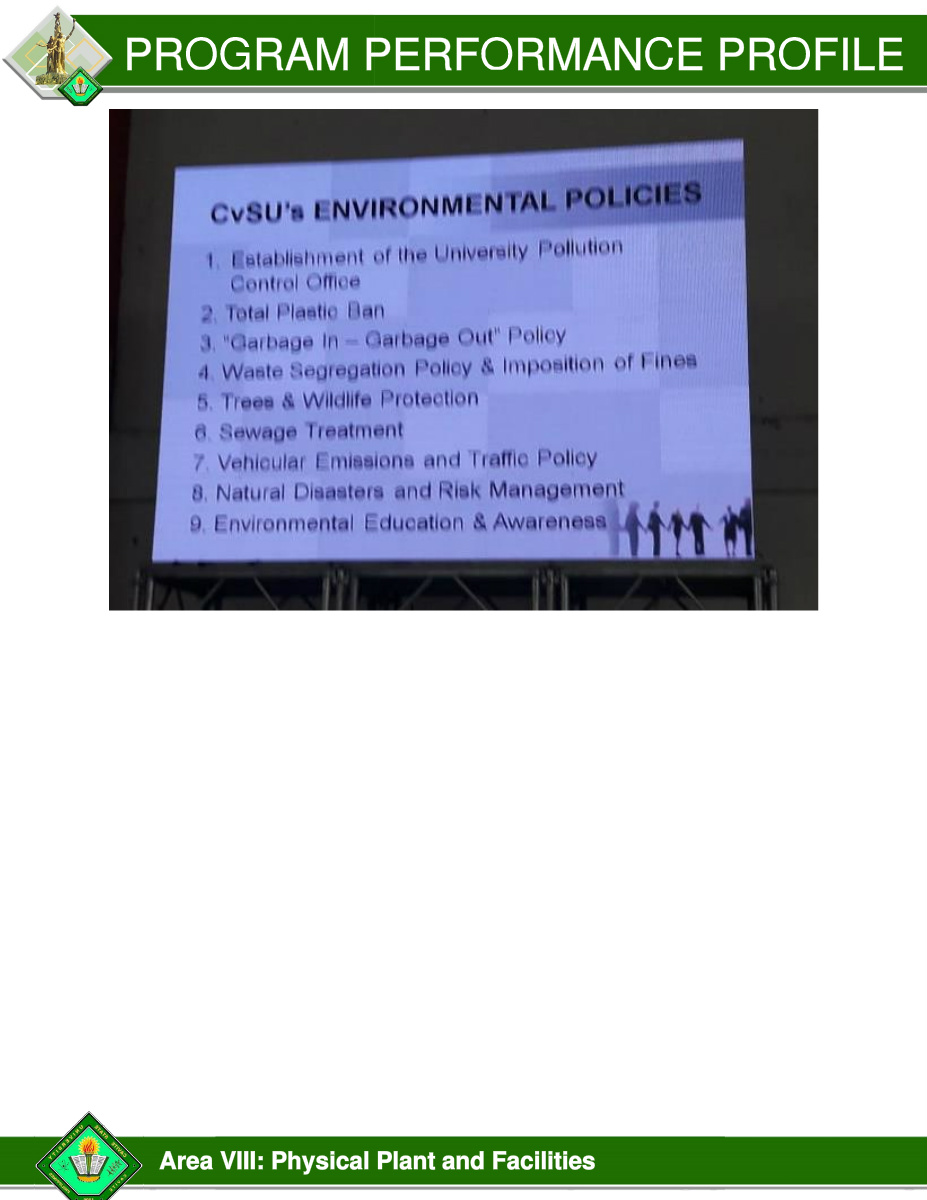 PROGRAM PERFORMANCE PROFILE
CvSU's ENVIRONMENTAL POLICIES
1. Establishment of the University Pollution
Control Office
2. Total Plastic Ban
3. "Garbage In – Garbage Out" Policy
4. Waste Segregation Policy & Imposition of Fines
5. Trees & Wildlife Protection
6. Sewage Treatment
7. Vehicular Emissions and Traffic Policy
8. Natural Disasters and Risk Management
9. Environmental Education & Awareness
Area VIII: Physical Plant and Facilities